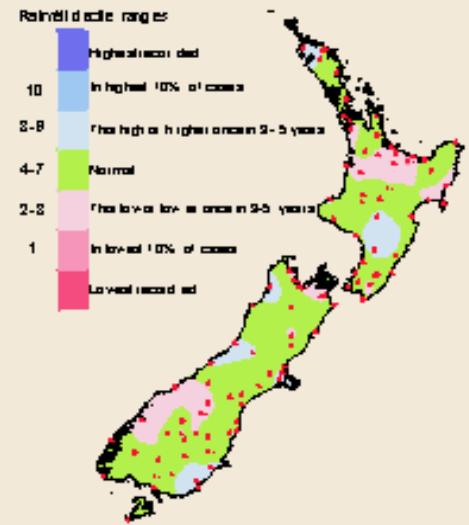 Rainfall decile ranges
Highest recorded
10 In highest 10% of cases
8-9 This high or higher once in 3-5 years
4-7 Normal
2-3 This low or lower once in 3-5 years
1 In lowest 10% of cases
Lowest recorded